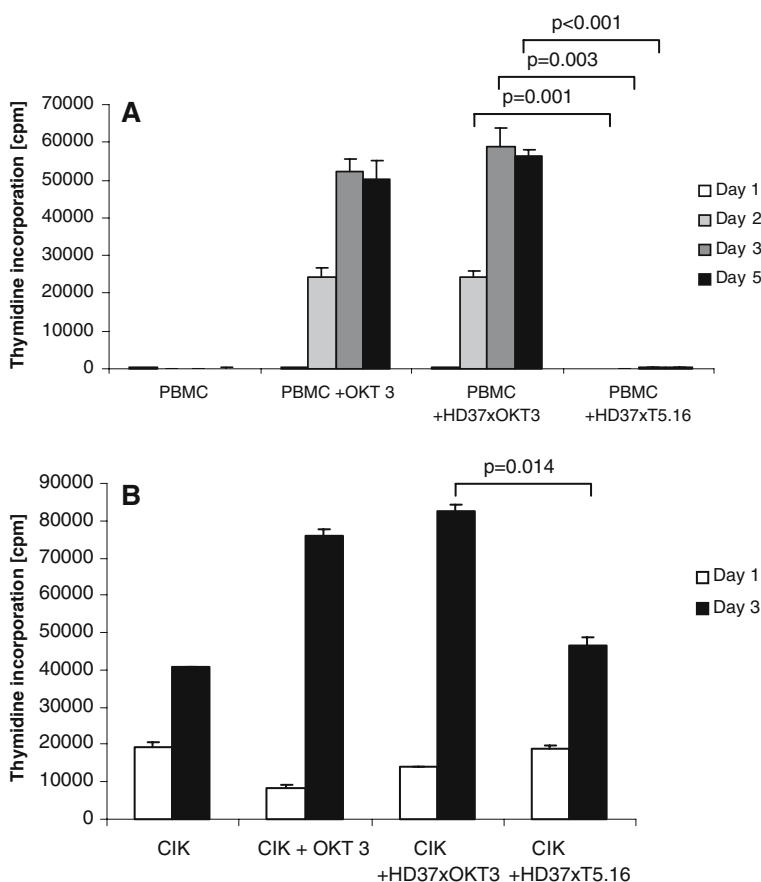 p<0.001
p=0.003
p=0.001
A
Thymidine incorporation [cpm]
70000
60000
50000
40000
30000
20000
10000
0
PBMC
PBMC +OKT 3
PBMC
+HD37xOKT3
PBMC
+HD37xT5.16
Day 1
Day 2
Day 3
Day 5
B
p=0.014
Thymidine incorporation [cpm]
90000
80000
70000
60000
50000
40000
30000
20000
10000
0
CIK
CIK + OKT 3
CIK
+HD37xOKT3
CIK
+HD37xT5.16
Day 1
Day 3